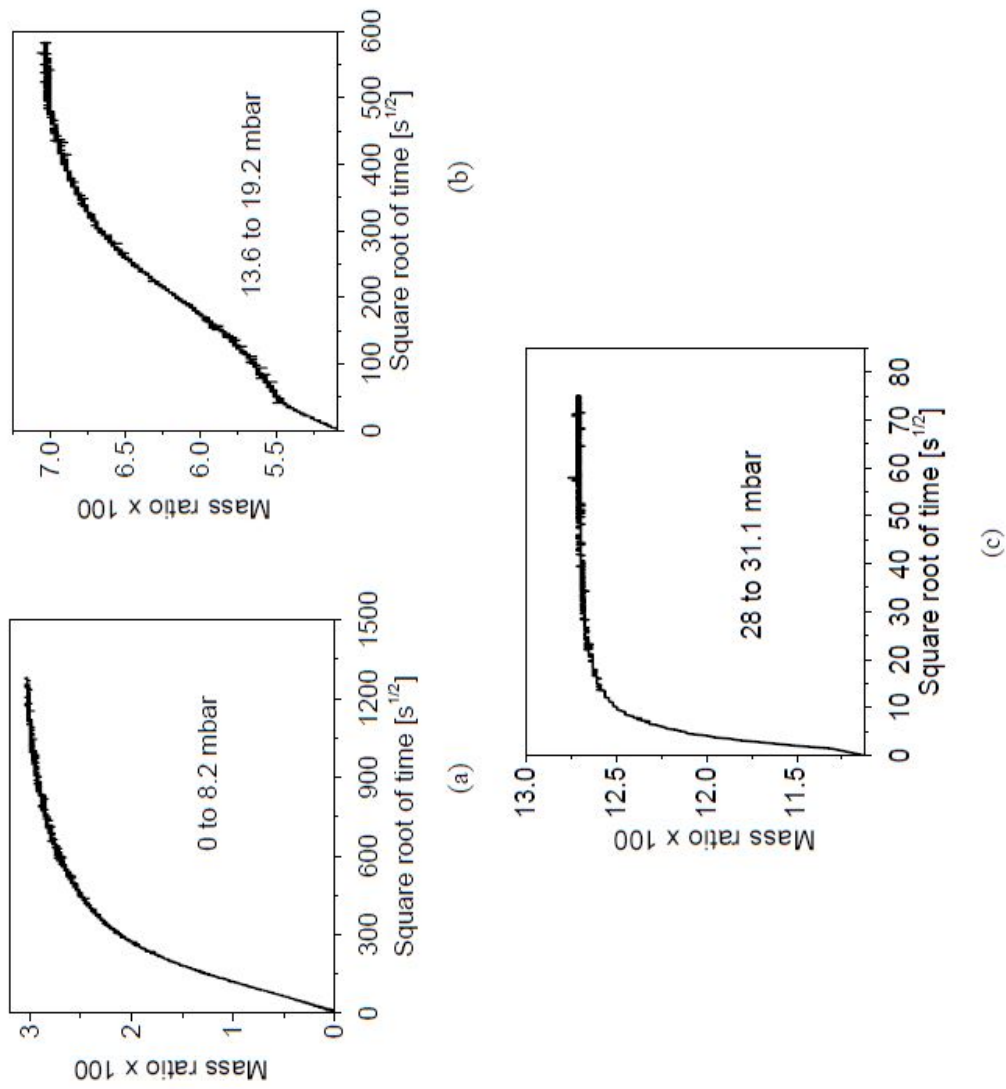 Mass ratio x 100
3
2
1
0
0 to 8.2 mbar
0 300 600 900 1200 1500
Square root of time [s^1/2]
(a)
Mass ratio x 100
7.0
6.5
6.0
5.5
13.6 to 19.2 mbar
0 100 200 300 400 500 600
Square root of time [s^1/2]
(b)
Mass ratio x 100
13.0
12.5
12.0
11.5
28 to 31.1 mbar
0 10 20 30 40 50 60 70 80
Square root of time [s^1/2]
(c)